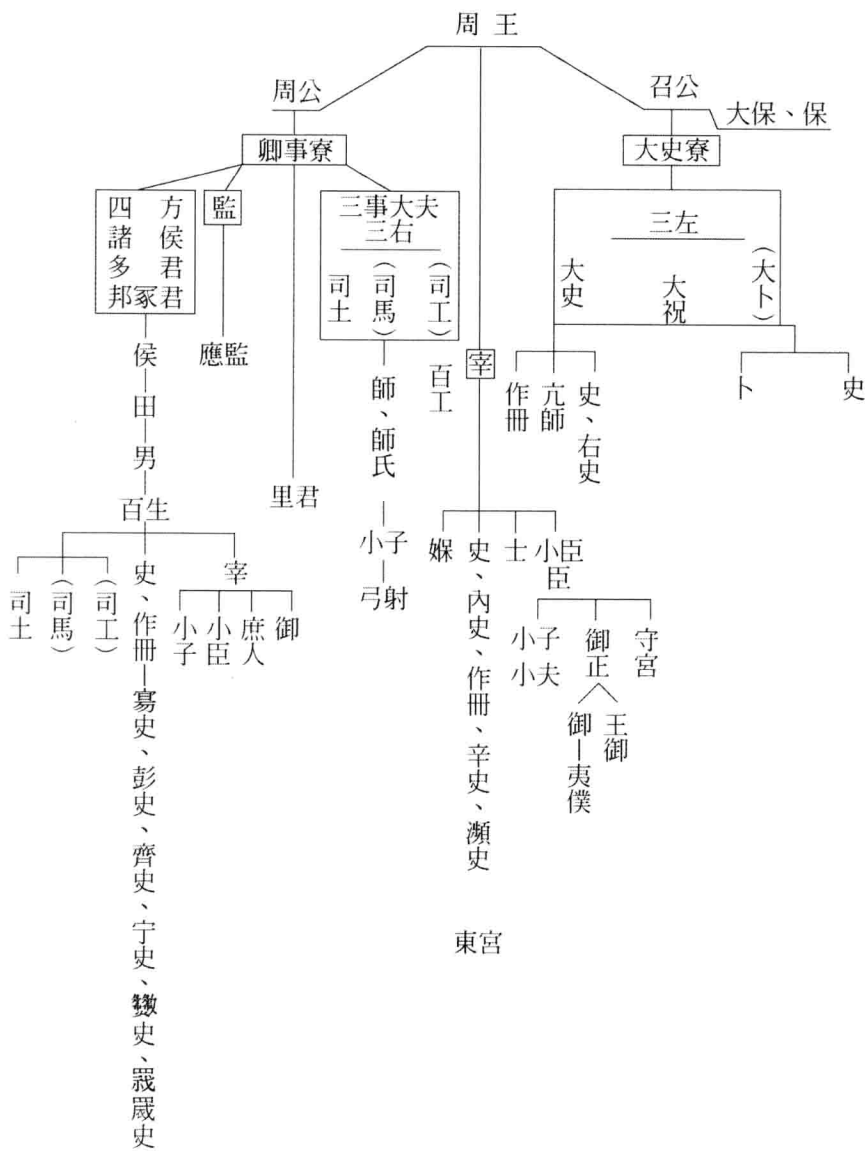 周王
周公
召公
大保、保
卿事寮
大史寮
四方
諸侯
多君
邦冢君
監
三事大夫
三右
司土
（司馬）
（司工）
三左
大史
大祝
（大卜）
侯
田
男
百生
應監
里君
師、師氏
小子
弓射
百工
宰
作冊
亢師
史、右史
卜
史
司土
（司馬）
（司工）
史、作冊
寡史、彭史、齊史、宁史、史、史
宰
小子
小臣
庶人
御
婐
史、內史、作冊、辛史、瀕史
士
小臣
臣
小子
小夫
御正
守宮
御
夷僕
王御
東宮